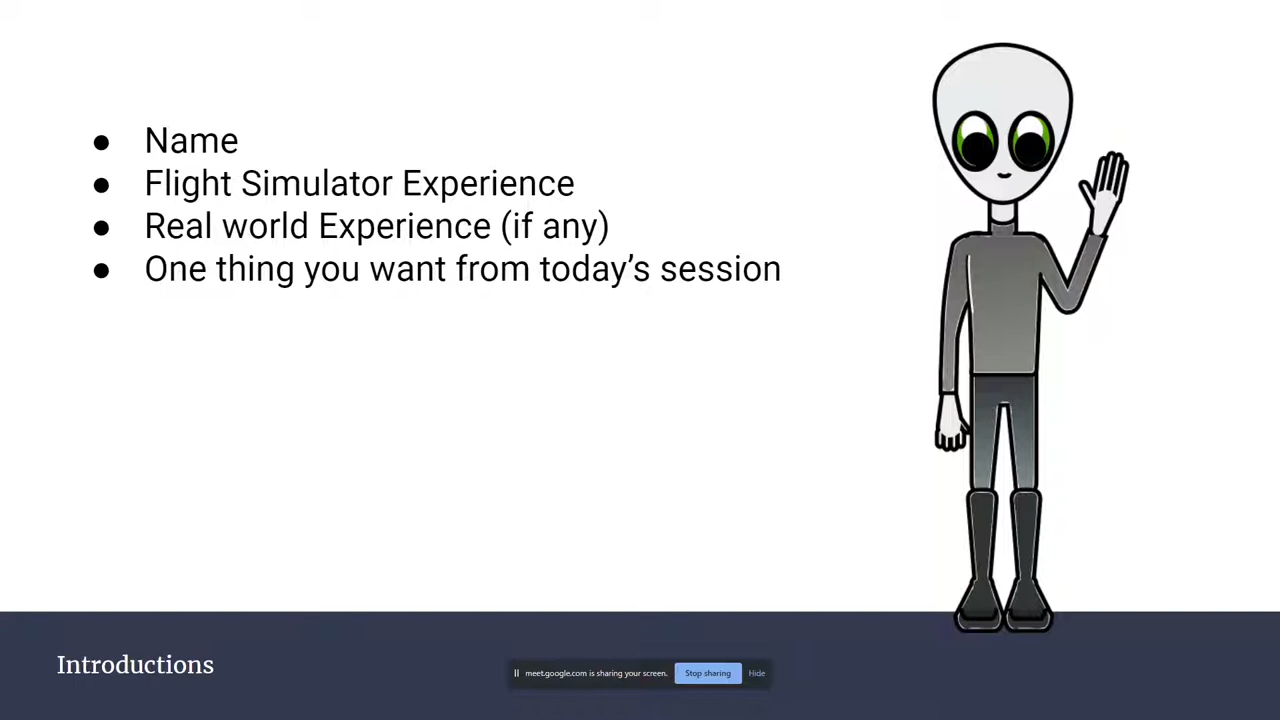 ● Name
● Flight Simulator Experience
● Real world Experience (if any)
● One thing you want from today’s session
Introductions
meet.google.com is sharing your screen. Stop sharing Hide